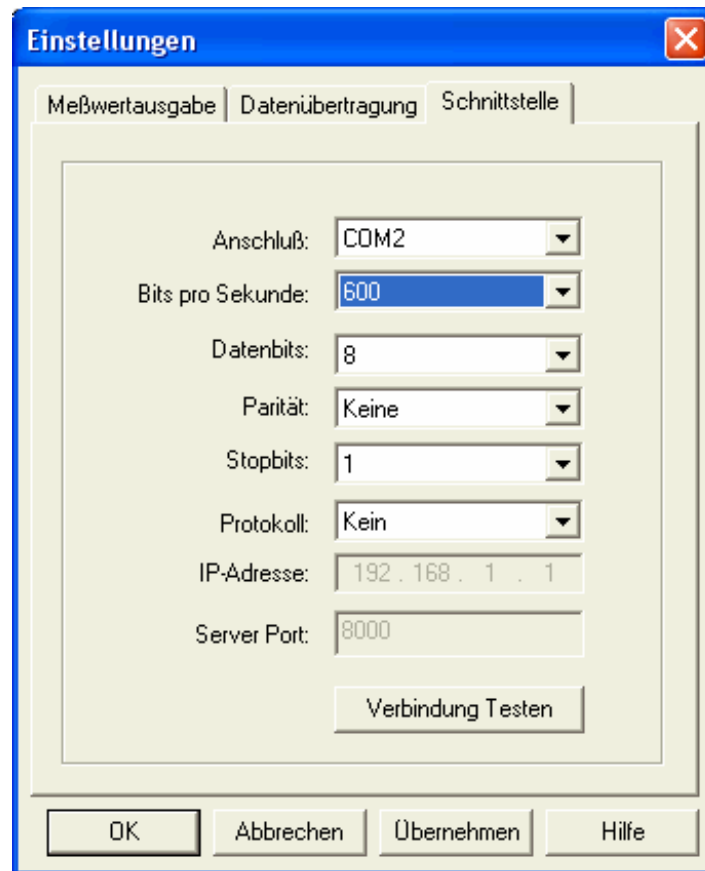 Einstellungen
Meßwertausgabe Datenübertragung Schnittstelle
Anschluß: COM2
Bits pro Sekunde: 600
Datenbits: 8
Parität: Keine
Stopbits: 1
Protokoll: Kein
IP-Adresse: 192 . 168 . 1 . 1
Server Port: 8000
Verbindung Testen
OK Abbrechen Übernehmen Hilfe